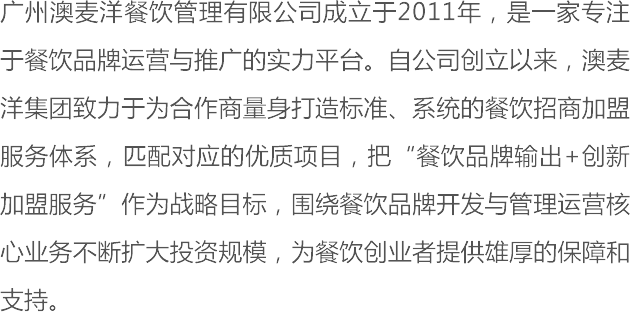 广州澳麦洋餐饮管理有限公司成立于2011年，是一家专注
于餐饮品牌运营与推广的实力平台。自公司创立以来，澳麦
洋集团致力于为合作商量身打造标准、系统的餐饮招商加盟
服务体系，匹配对应的优质项目，把“餐饮品牌输出+创新
加盟服务”作为战略目标，围绕餐饮品牌开发与管理运营核
心业务不断扩大投资规模，为餐饮创业者提供雄厚的保障和
支持。